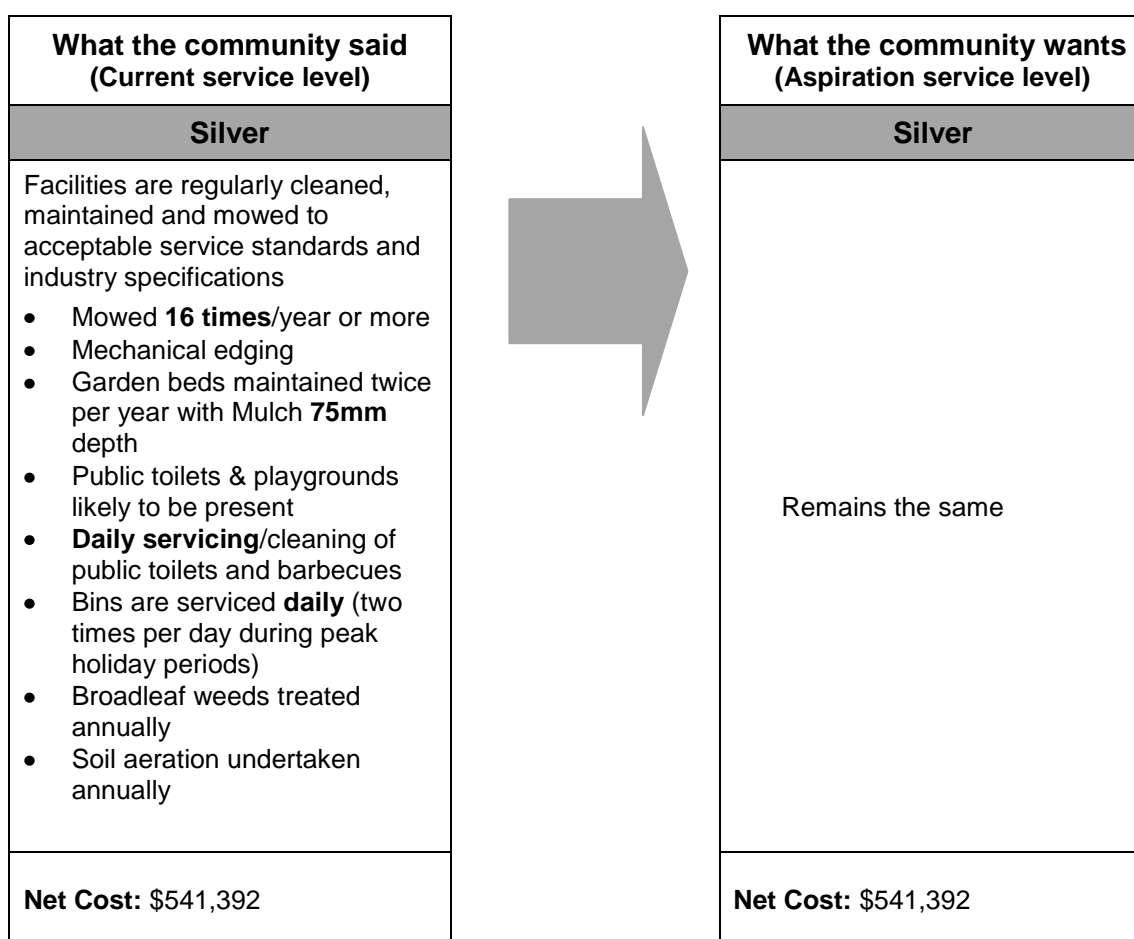 What the community said
(Current service level)
Silver
Facilities are regularly cleaned,
maintained and mowed to
acceptable service standards and
industry specifications
• Mowed 16 times/year or more
• Mechanical edging
• Garden beds maintained twice
per year with Mulch 75mm
depth
• Public toilets & playgrounds
likely to be present
• Daily servicing/cleaning of
public toilets and barbecues
• Bins are serviced daily (two
times per day during peak
holiday periods)
• Broadleaf weeds treated
annually
• Soil aeration undertaken
annually
Net Cost: $541,392
What the community wants
(Aspiration service level)
Silver
Remains the same
Net Cost: $541,392